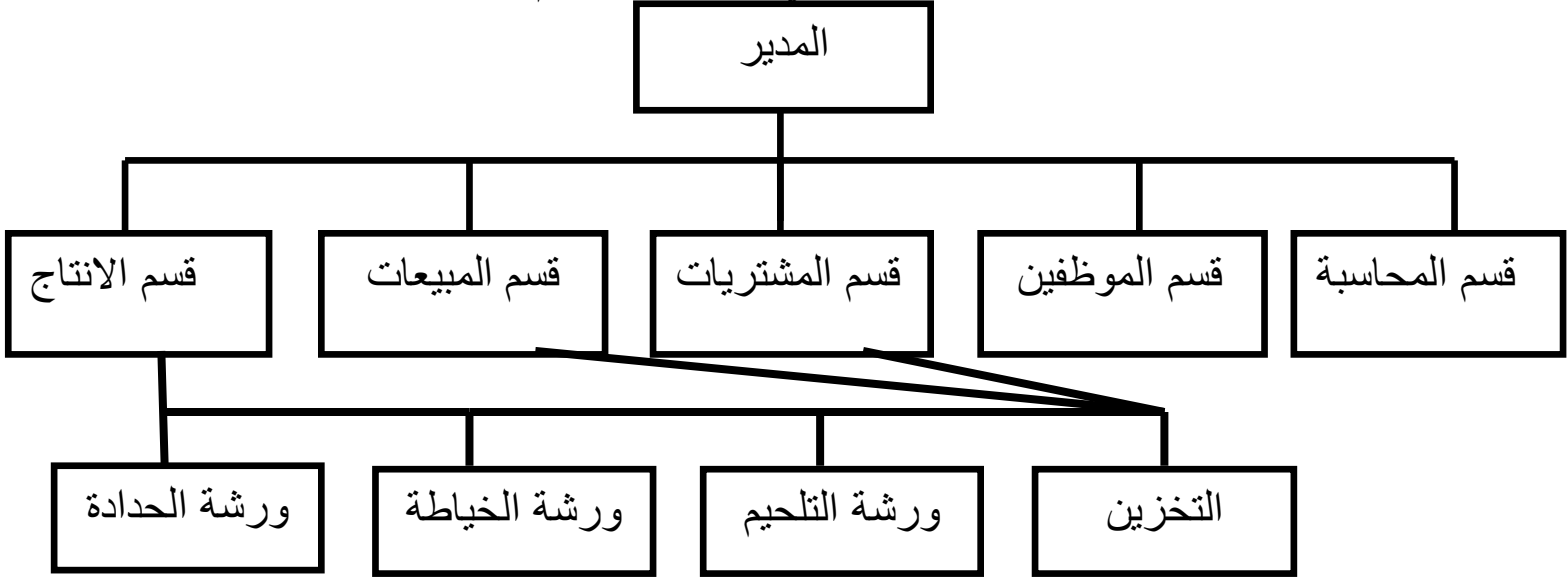 المدير
قسم المحاسبة
قسم الموظفين
قسم المشتريات
قسم المبيعات
قسم الانتاج
التخزين
ورشة التلحيم
ورشة الخياطة
ورشة الحدادة